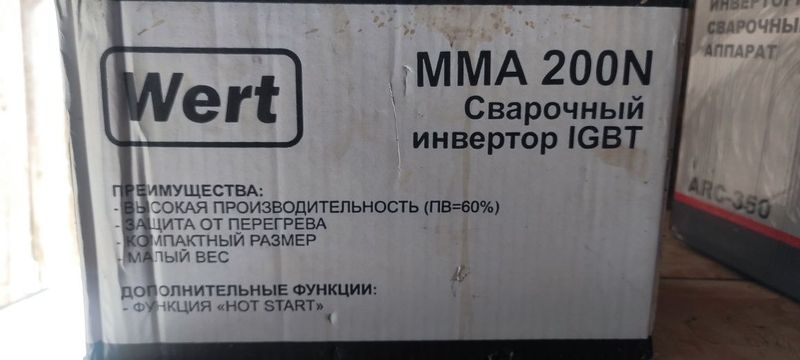 Wert
MMA 200N
Сварочный
инвертор IGBT
ПРЕИМУЩЕСТВА:
- ВЫСОКАЯ ПРОИЗВОДИТЕЛЬНОСТЬ (ПВ=60%)
- ЗАЩИТА ОТ ПЕРЕГРЕВА
- КОМПАКТНЫЙ РАЗМЕР
- МАЛЫЙ ВЕС
ДОПОЛНИТЕЛЬНЫЕ ФУНКЦИИ:
- ФУНКЦИЯ «HOT START»
СВАРОЧНЫ
АППАРАТ
ARC-350